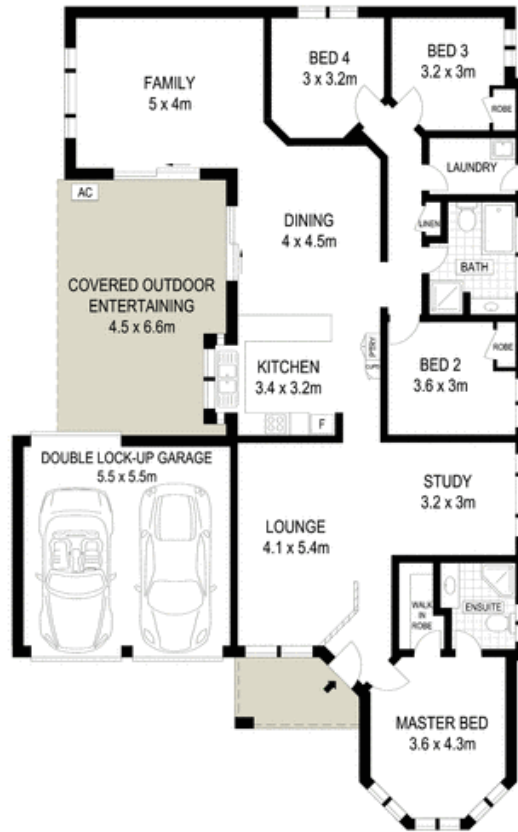 BED 4
3 x 3.2m
BED 3
3.2 x 3m
ROBE
FAMILY
5 x 4m
LAUNDRY
AC
LINEN
DINING
4 x 4.5m
BATH
COVERED OUTDOOR
ENTERTAINING
4.5 x 6.6m
P'TRY
ROBE
KITCHEN
3.4 x 3.2m
BED 2
3.6 x 3m
F
DOUBLE LOCK-UP GARAGE
5.5 x 5.5m
STUDY
3.2 x 3m
LOUNGE
4.1 x 5.4m
WALK
IN
ROBE
ENSUITE
MASTER BED
3.6 x 4.3m